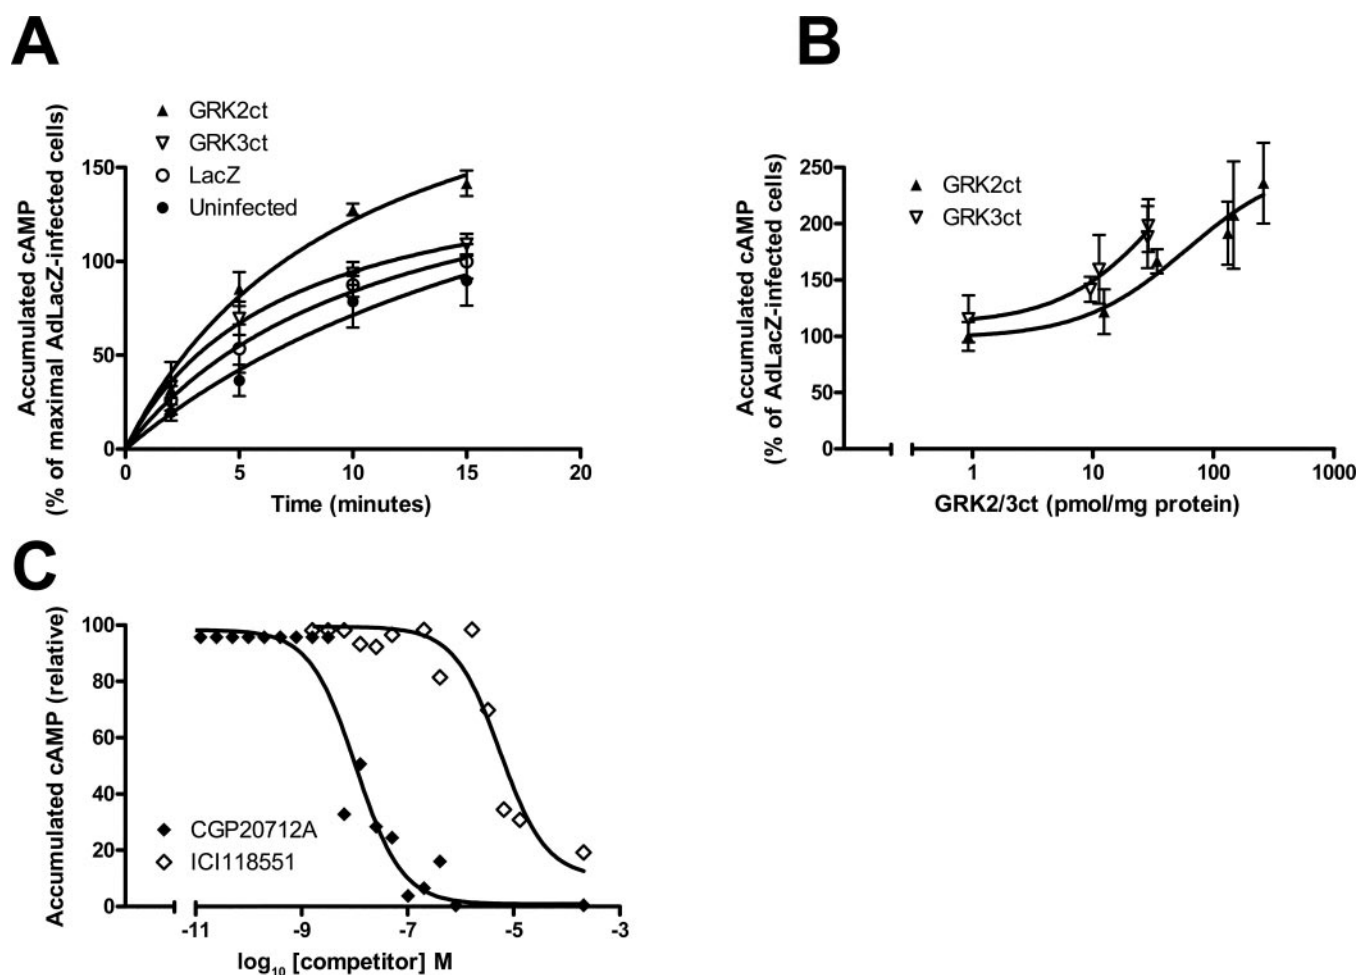 A
GRK2ct
GRK3ct
LacZ
Uninfected
Accumulated cAMP
(% of maximal AdLacZ-infected cells)
150
100
50
0
0 5 10 15 20
Time (minutes)
B
GRK2ct
GRK3ct
Accumulated cAMP
(% of AdLacZ-infected cells)
250
200
150
100
50
0
1 10 100 1000
GRK2/3ct (pmol/mg protein)
C
Accumulated cAMP (relative)
100
80
60
40
20
0
CGP20712A
ICI118551
-11 -9 -7 -5 -3
log10 [competitor] M